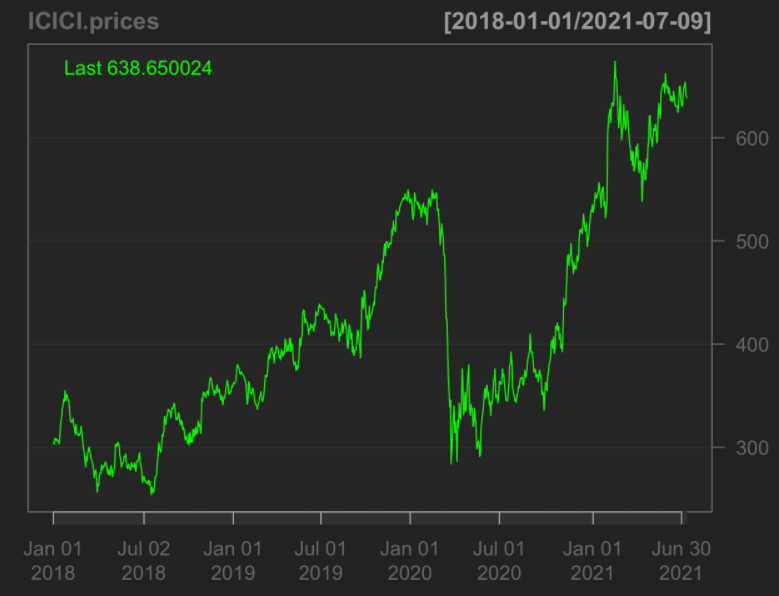 ICICI.prices [2018-01-01/2021-07-09]
Last 638.650024
600
500
400
300
Jan 01 Jul 02 Jan 01 Jul 01 Jan 01 Jul 01 Jan 01 Jun 30
2018 2018 2019 2019 2020 2020 2021 2021